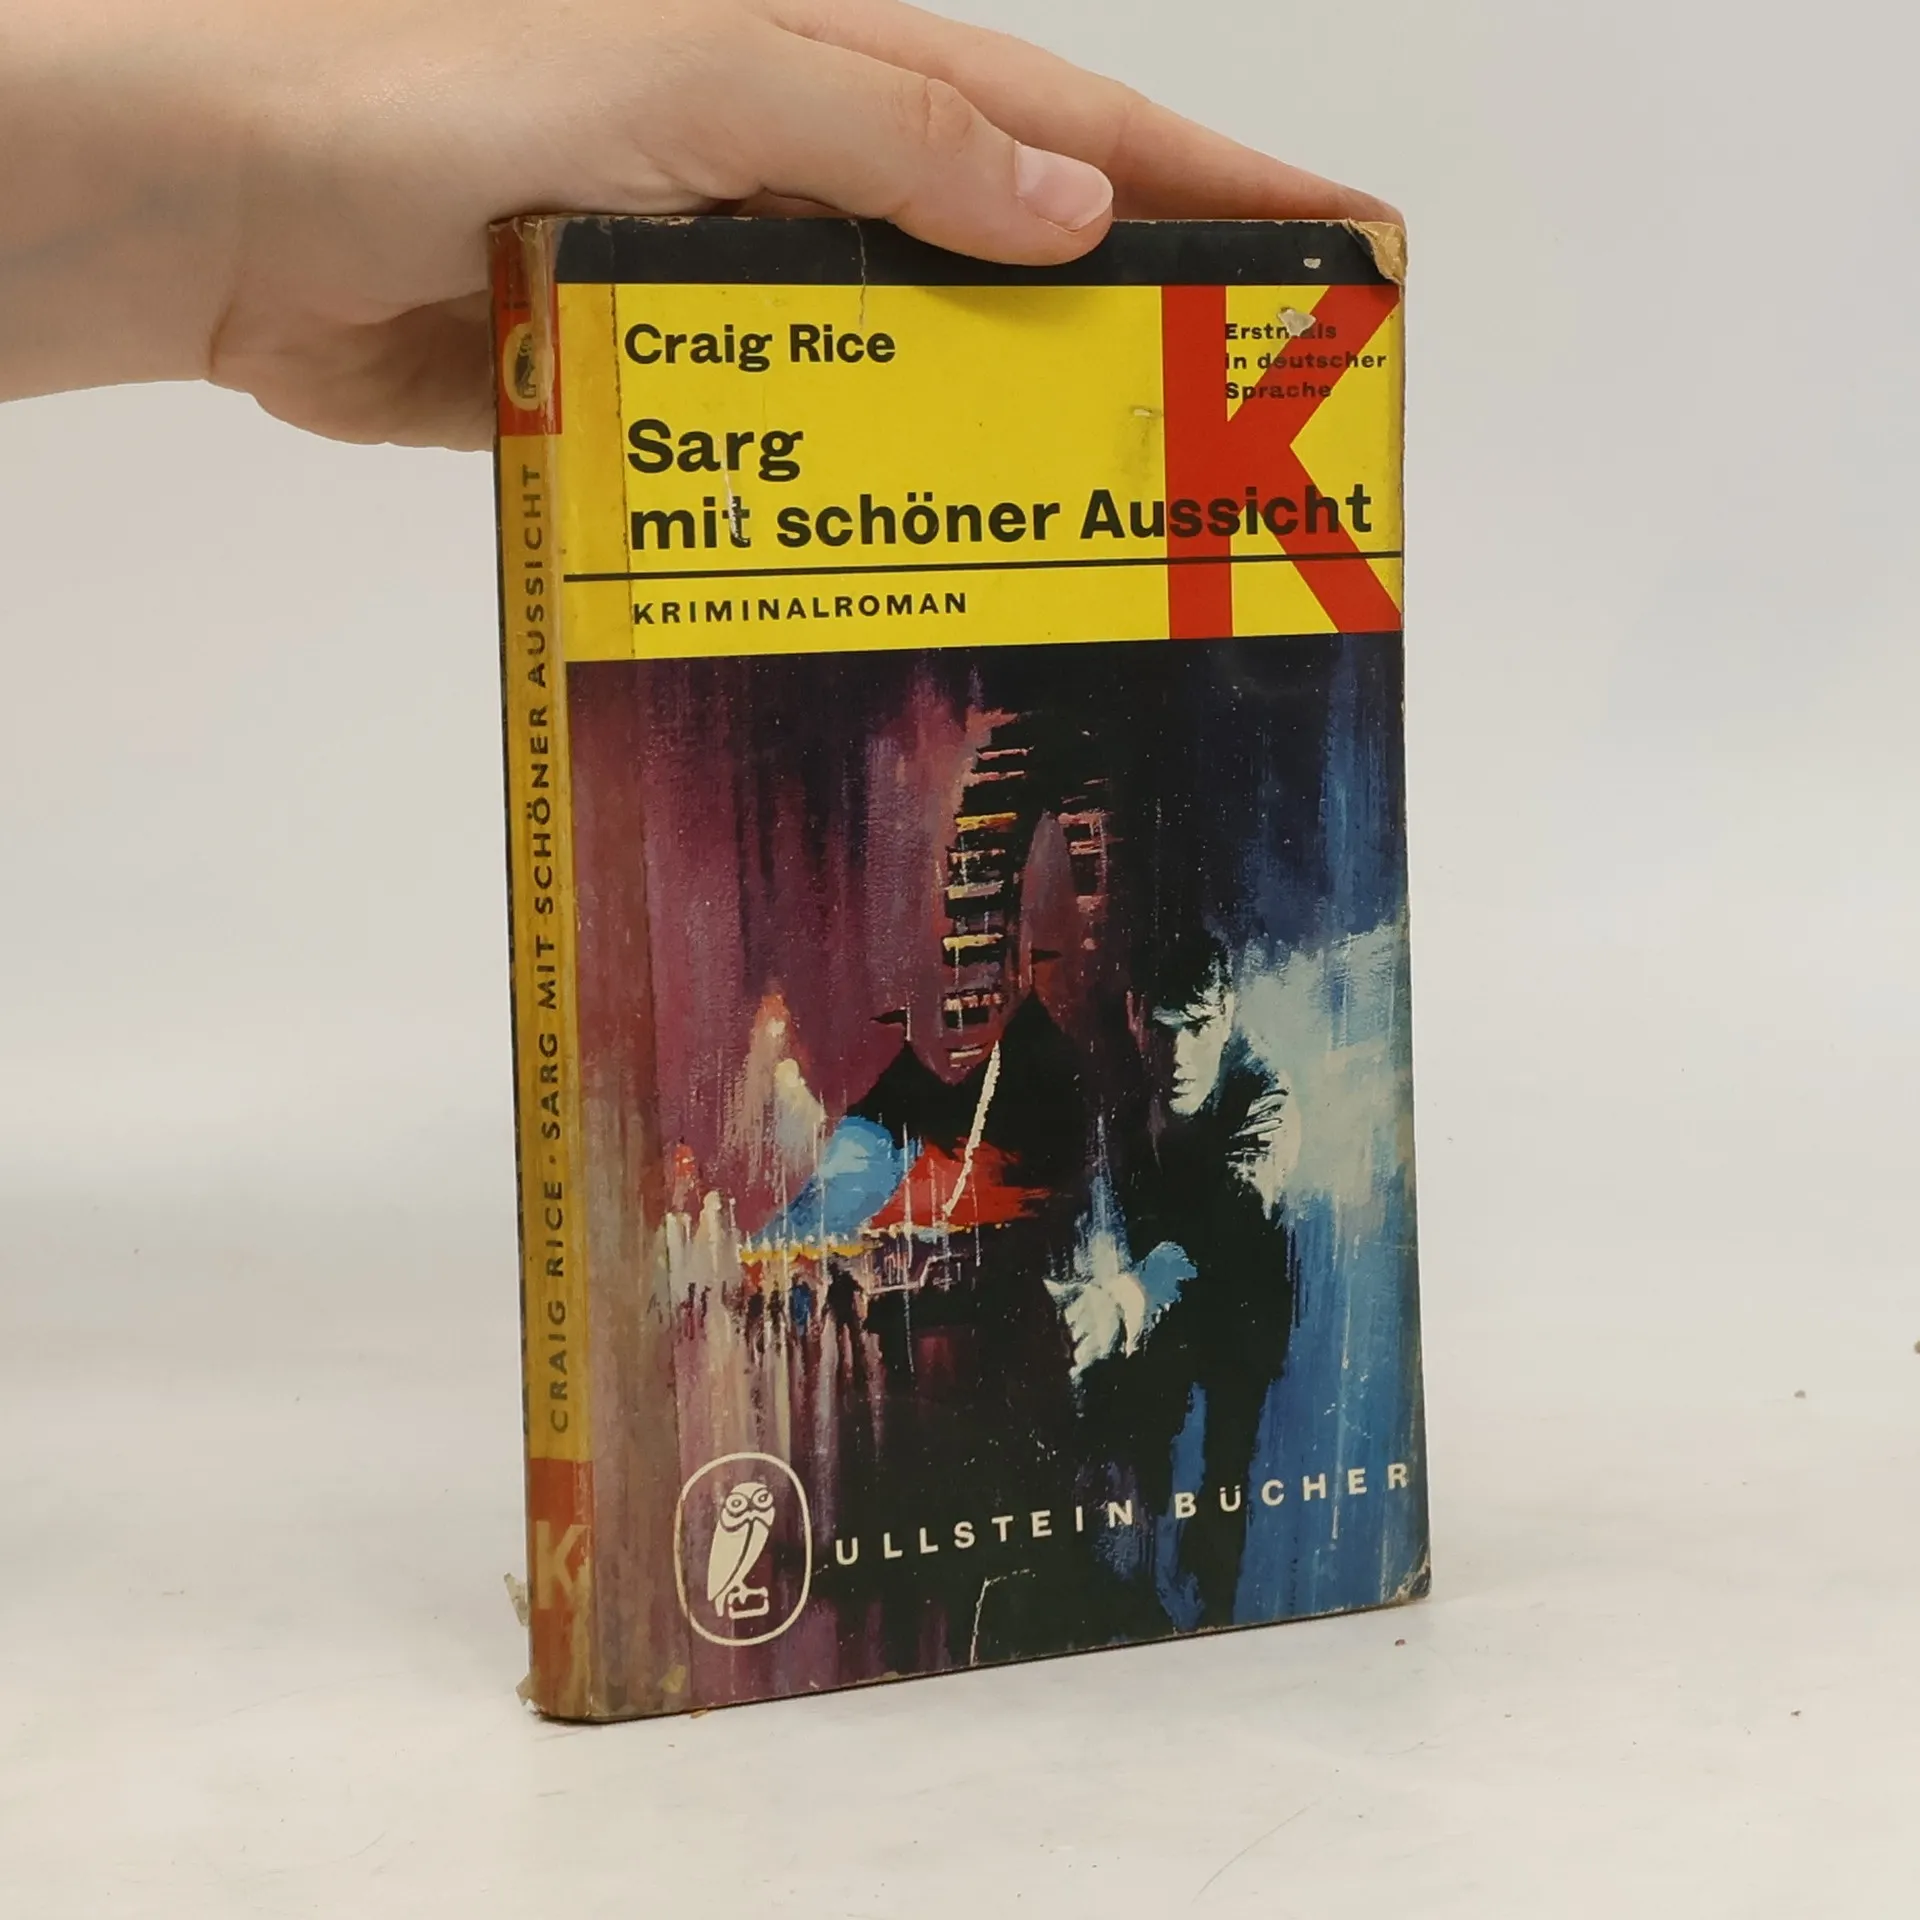 Craig Rice
Erstmals
in deutscher
Sprache
Sarg
mit schöner Aussicht
KRIMINALROMAN
ULLSTEIN BÜCHER
CRAIG RICE · SARG MIT SCHÖNER AUSSICHT
K
K